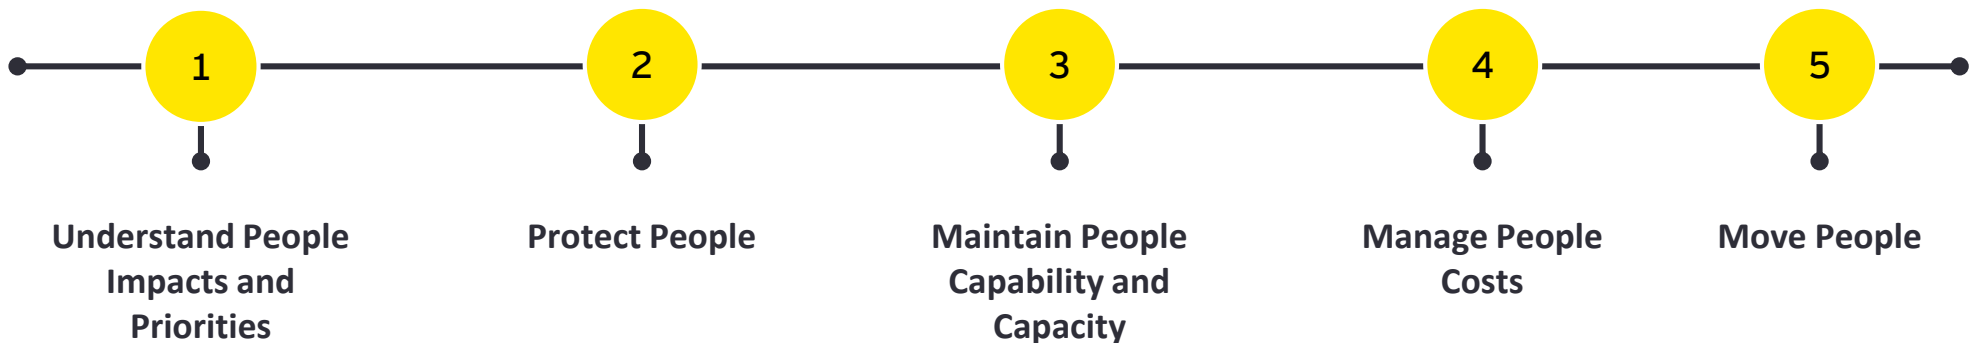 1
2
3
4
5
Understand People
Impacts and
Priorities
Protect People
Maintain People
Capability and
Capacity
Manage People
Costs
Move People